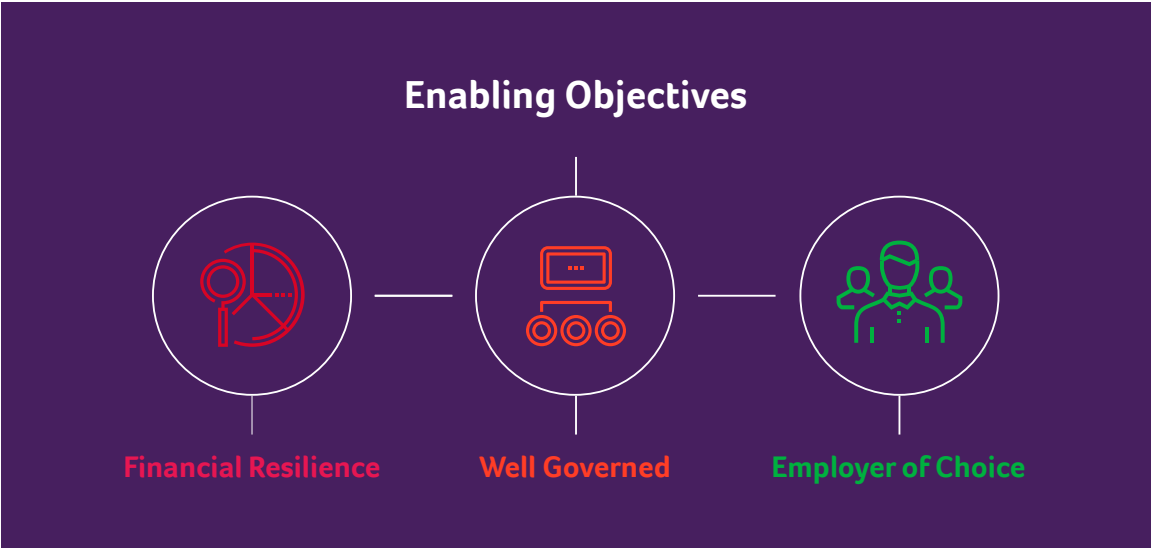 Enabling Objectives
Financial Resilience
Well Governed
Employer of Choice